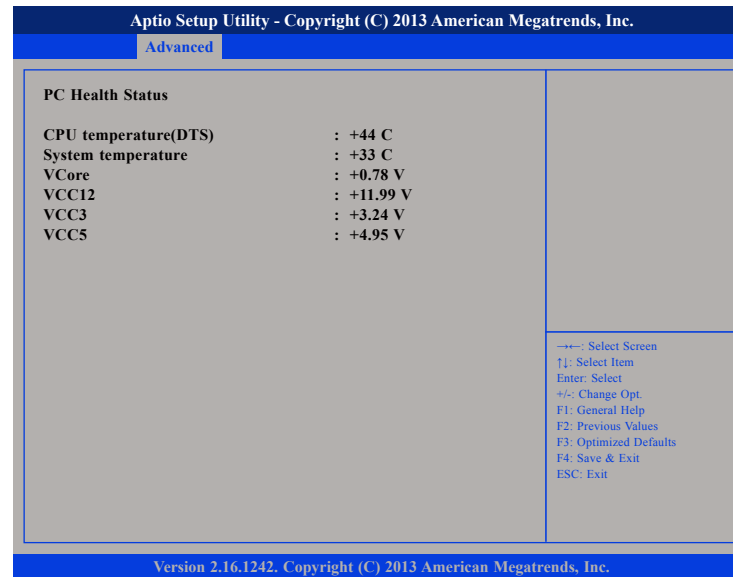 Aptio Setup Utility - Copyright (C) 2013 American Megatrends, Inc.
Advanced
PC Health Status
CPU temperature(DTS) : +44 C
System temperature : +33 C
VCore : +0.78 V
VCC12 : +11.99 V
VCC3 : +3.24 V
VCC5 : +4.95 V
→←: Select Screen
↑↓: Select Item
Enter: Select
+/-: Change Opt.
F1: General Help
F2: Previous Values
F3: Optimized Defaults
F4: Save & Exit
ESC: Exit
Version 2.16.1242. Copyright (C) 2013 American Megatrends, Inc.